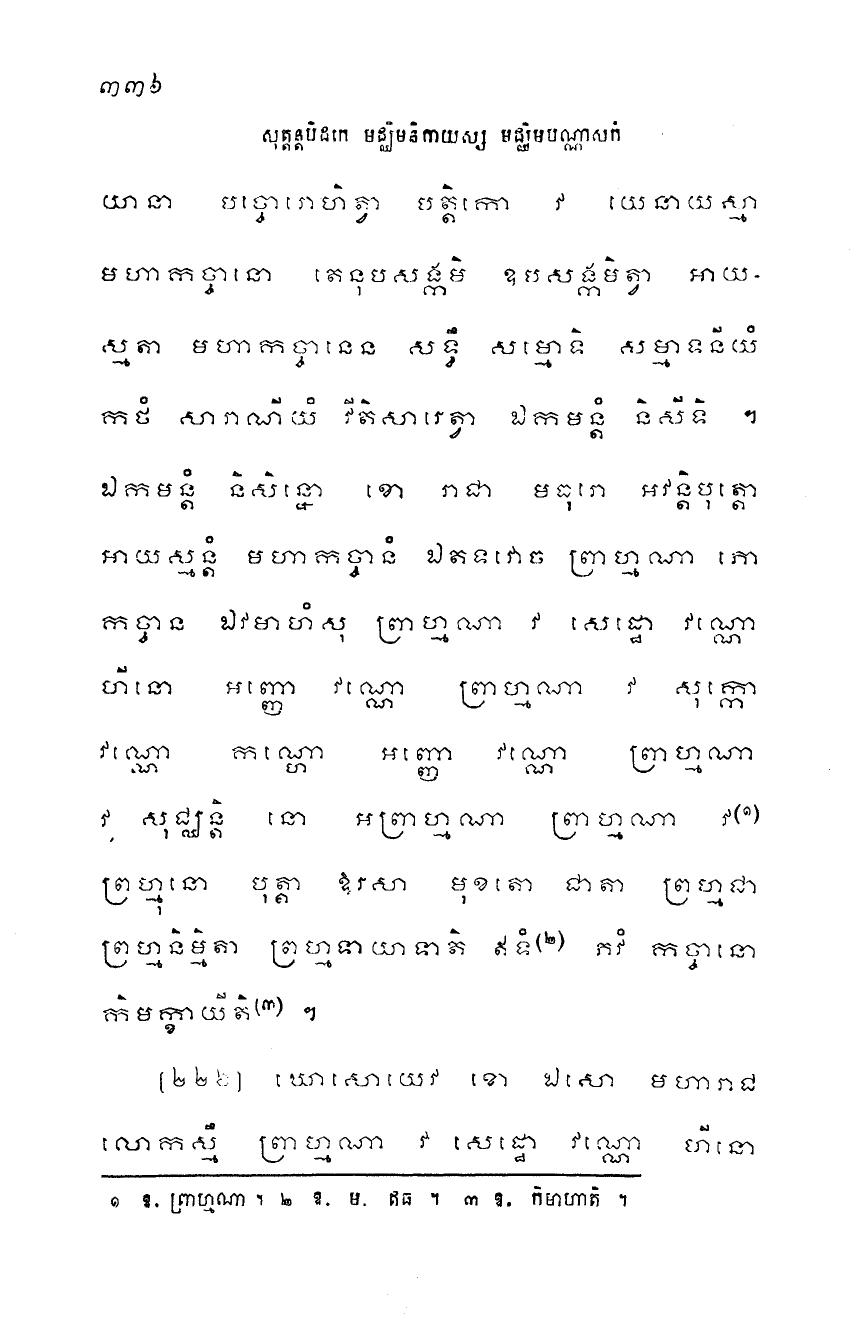 ៣៣៦
សុត្តន្តបិដកេ មជ្ឈិមនិកាយស្ស មជ្ឈិមបណ្ណាសកំ
យានា បច្ចោរោហិត្វា បត្តិកោ វ យេនាយស្មា
មហាកច្ចានោ តេនុបសង្កមិ ឧបសង្កមិត្វា អាយ-
ស្មតា មហាកច្ចានេន សទ្ធឹ សម្មោទិ សម្មោទនីយំ
កថំ សារាណីយំ វីតិសារេត្វា ឯកមន្តំ និសីទិ ។
ឯកមន្តំ និសិន្នោ ខោ រាជា មធុរោ អវន្តិបុត្តោ
អាយស្មន្តំ មហាកច្ចានំ ឯតទវោច ព្រាហ្មណា ភោ
កច្ចាន ឯវមាហំសុ ព្រាហ្មណា វ សេដ្ឋោ វណ្ណោ
ហីនោ អញ្ញោ វណ្ណោ ព្រាហ្មណា វ សុក្កោ
វណ្ណោ កណ្ហោ អញ្ញោ វណ្ណោ ព្រាហ្មណា
វ សុជ្ឈន្តិ នោ អព្រាហ្មណា ព្រាហ្មណា វ(១)
ព្រហ្មុនោ បុត្តា ឱរសា មុខតោ ជាតា ព្រហ្មជា
ព្រហ្មនិម្មិតា ព្រហ្មទាយាទាតិ ឥទំ(២) ភវំ កច្ចានោ
កិមក្ខាយីតិ(៣) ។
(២២៦) ឃោសោយេវ ខោ ឯសោ មហារាជ
លោកស្មឹ ព្រាហ្មណា វ សេដ្ឋោ វណ្ណោ ហីនោ
១ ឱ. ព្រាហ្មណា ។ ២ ឱ. ម. ឥធ ។ ៣ ឱ. កិមាហាតិ ។